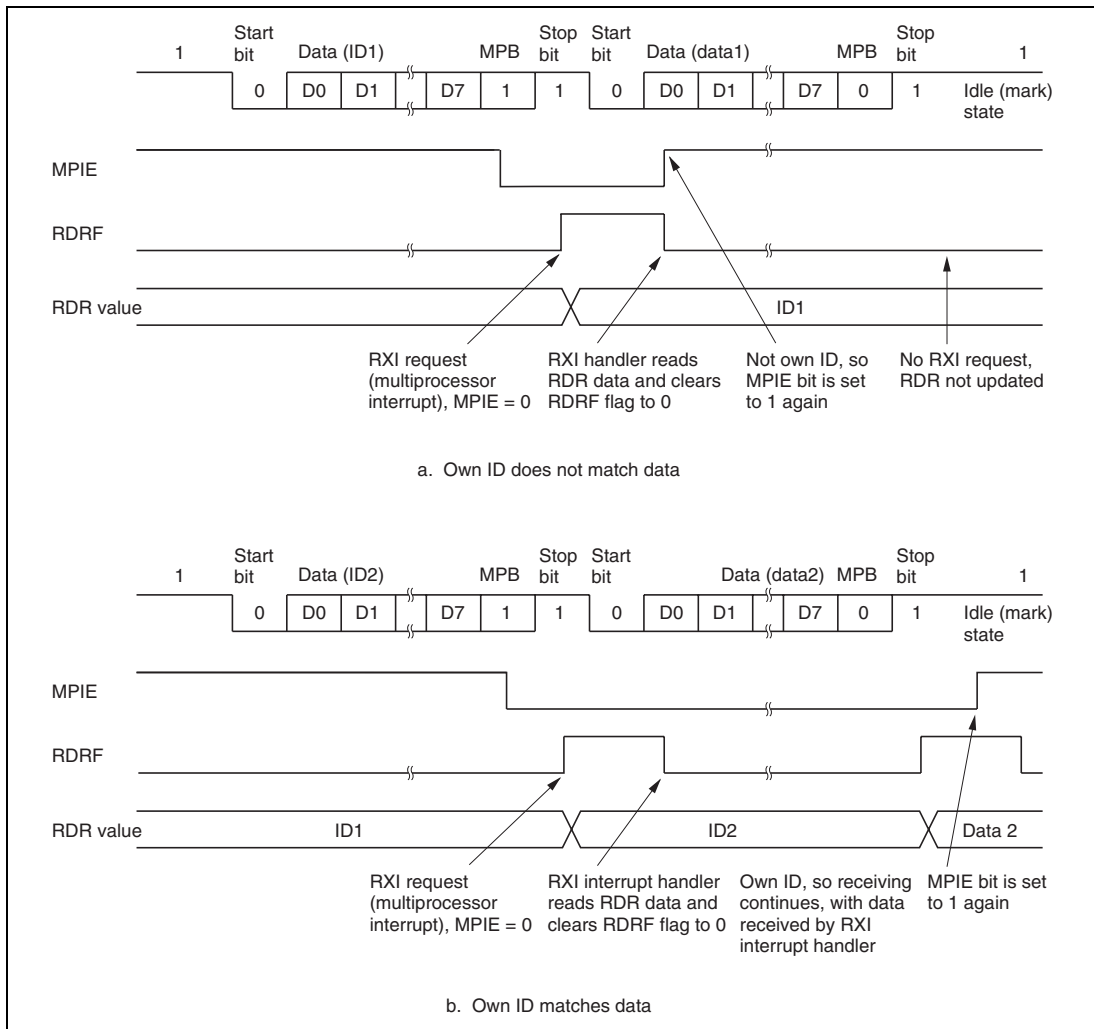 1 Start bit Data (ID1) MPB Stop bit Start bit Data (data1) MPB Stop bit 1
0 D0 D1 D7 1 1 0 D0 D1 D7 0 1 Idle (mark) state
MPIE
RDRF
RDR value ID1
RXI request (multiprocessor interrupt), MPIE = 0
RXI handler reads RDR data and clears RDRF flag to 0
Not own ID, so MPIE bit is set to 1 again
No RXI request, RDR not updated
a. Own ID does not match data
1 Start bit Data (ID2) MPB Stop bit Start bit Data (data2) MPB Stop bit 1
0 D0 D1 D7 1 1 0 D0 D1 D7 0 1 Idle (mark) state
MPIE
RDRF
RDR value ID1 ID2 Data 2
RXI request (multiprocessor interrupt), MPIE = 0
RXI interrupt handler reads RDR data and clears RDRF flag to 0
Own ID, so receiving continues, with data received by RXI interrupt handler
MPIE bit is set to 1 again
b. Own ID matches data